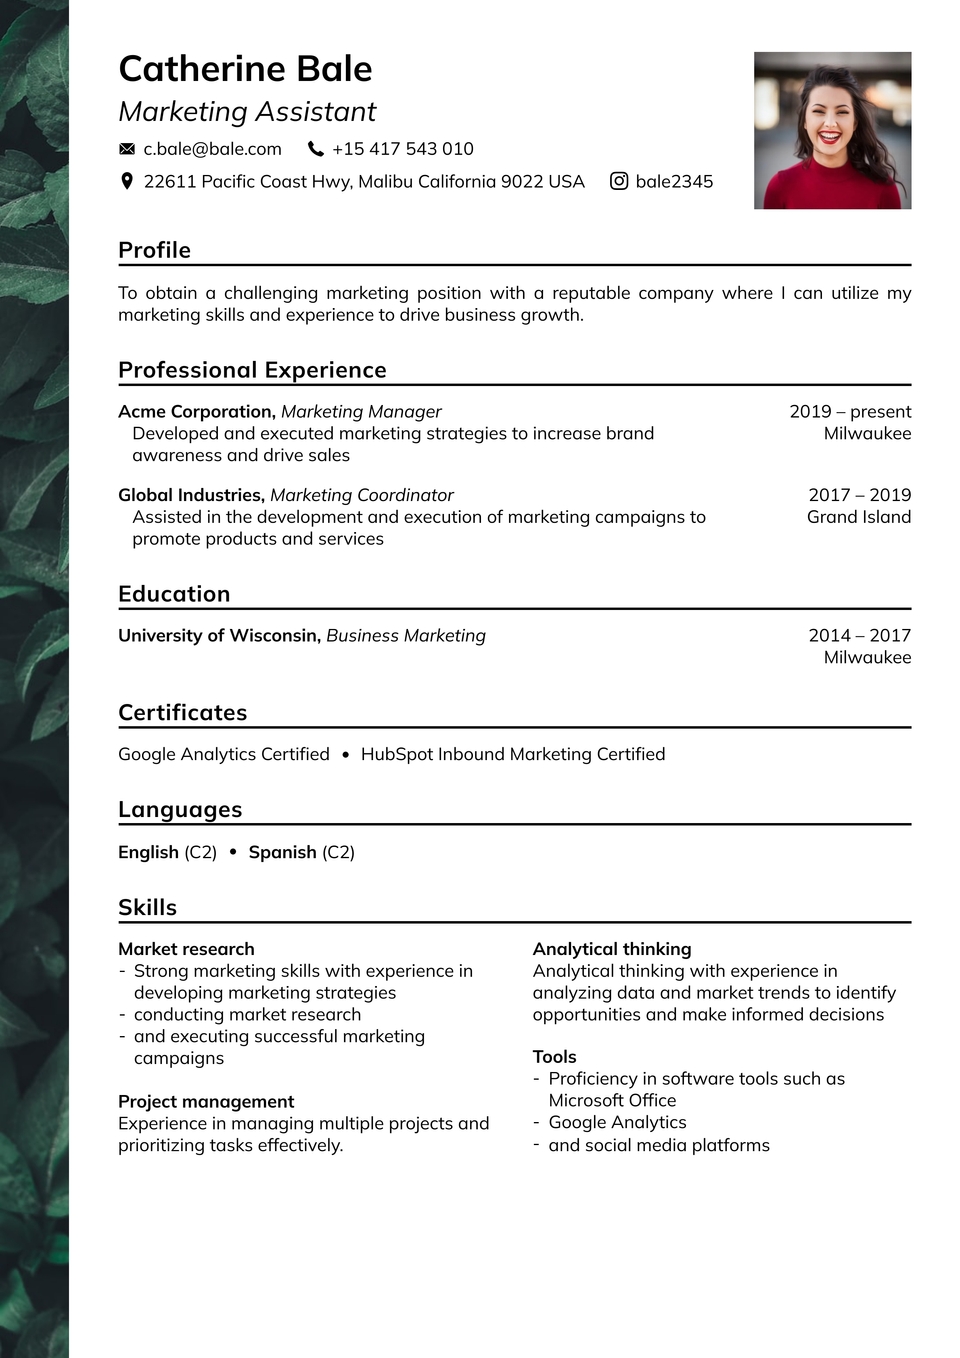 Catherine Bale
Marketing Assistant
c.bale@bale.com +15 417 543 010
22611 Pacific Coast Hwy, Malibu California 9022 USA bale2345
Profile
To obtain a challenging marketing position with a reputable company where I can utilize my
marketing skills and experience to drive business growth.
Professional Experience
Acme Corporation, Marketing Manager 2019 – present
Developed and executed marketing strategies to increase brand Milwaukee
awareness and drive sales
Global Industries, Marketing Coordinator 2017 – 2019
Assisted in the development and execution of marketing campaigns to Grand Island
promote products and services
Education
University of Wisconsin, Business Marketing 2014 – 2017
Milwaukee
Certificates
Google Analytics Certified • HubSpot Inbound Marketing Certified
Languages
English (C2) • Spanish (C2)
Skills
Market research
- Strong marketing skills with experience in
developing marketing strategies
- conducting market research
- and executing successful marketing
campaigns
Project management
Experience in managing multiple projects and
prioritizing tasks effectively.
Analytical thinking
Analytical thinking with experience in
analyzing data and market trends to identify
opportunities and make informed decisions
Tools
- Proficiency in software tools such as
Microsoft Office
- Google Analytics
- and social media platforms